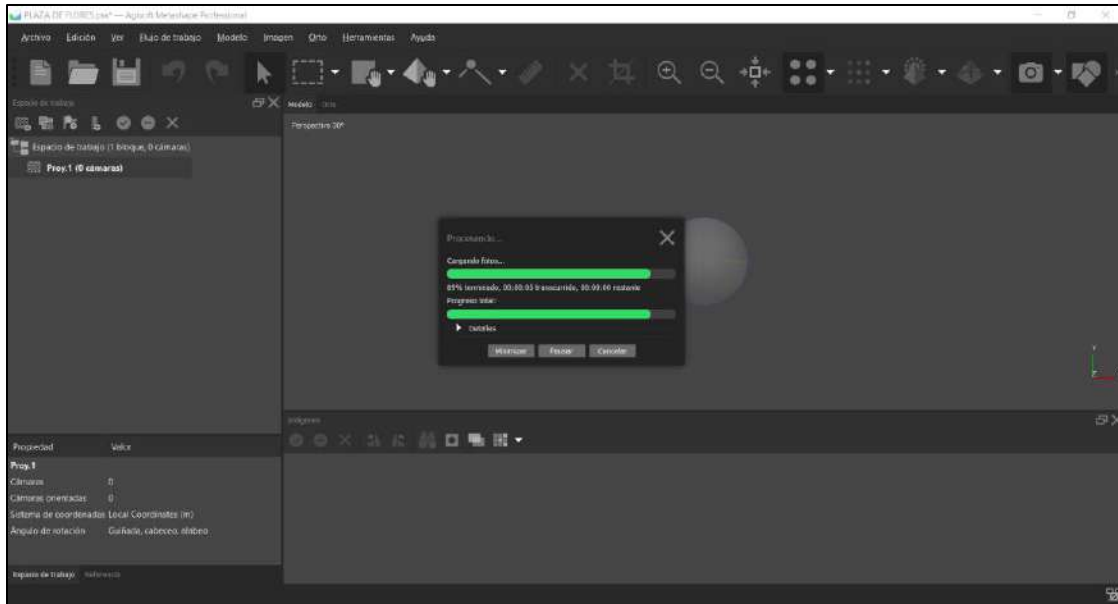 PLAZA DE FLORES.psx* — Agisoft Metashape Professional
Archivo Edición Ver Flujo de trabajo Modelo Imagen Orto Herramientas Ayuda
Espacio de trabajo
Modelo Orto
Perspectiva 30°
Espacio de trabajo (1 bloque, 0 cámaras)
Proy.1 (0 cámaras)
Procesando...
Cargando fotos...
89% terminado, 00:00:05 transcurrido, 00:00:00 restante
Progreso total:
Detalles
Minimizar Pausar Cancelar
Y
Z
Imágenes
Propiedad Valor
Proy.1
Cámaras 0
Cámaras orientadas 0
Sistema de coordenadas Local Coordinates (m)
Ángulo de rotación Guiñada, cabeceo, alabeo
Espacio de trabajo Referencia